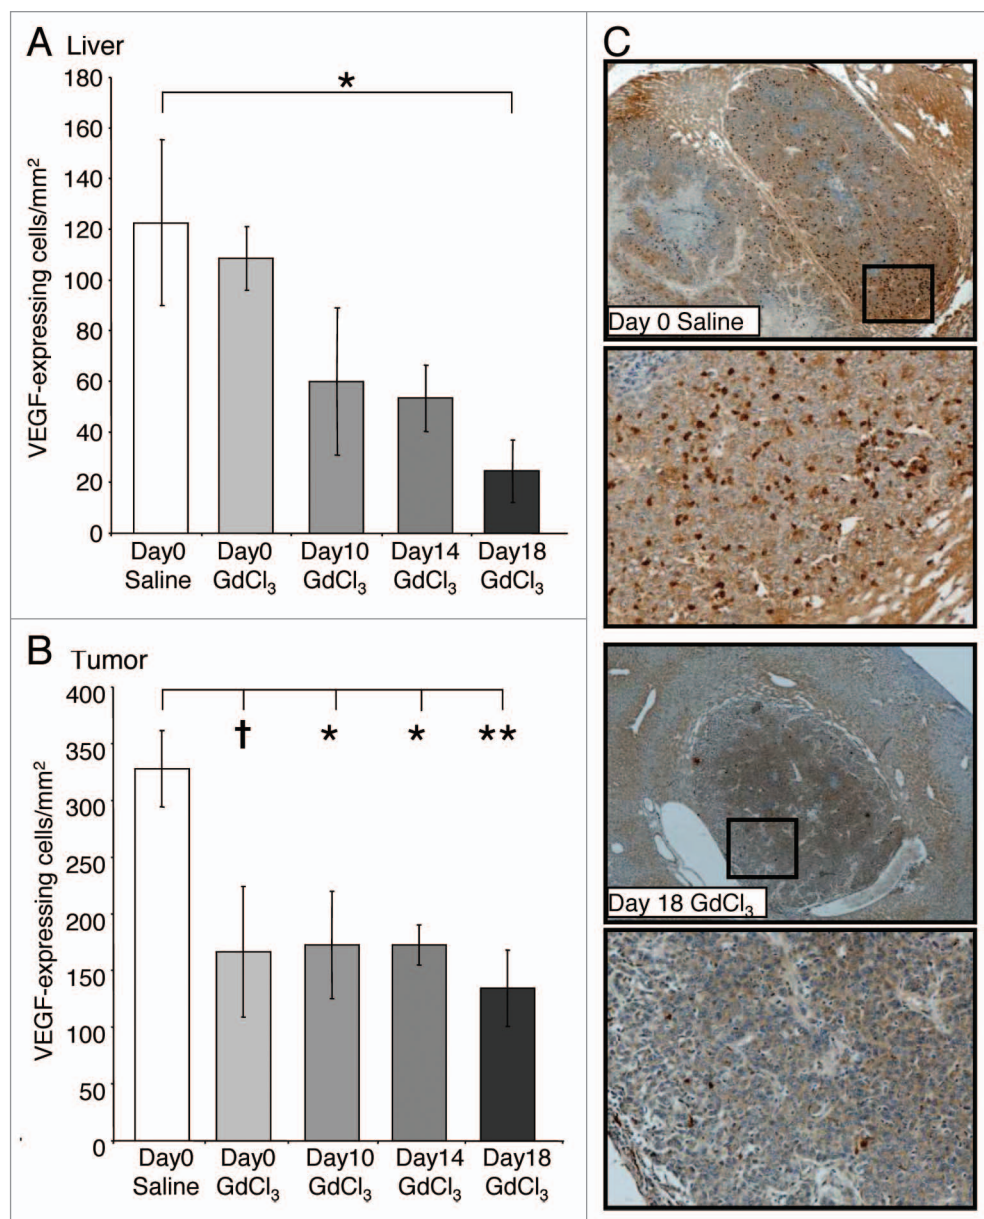 A Liver
VEGF-expressing cells/mm²
180
160
140
120
100
80
60
40
20
0
*
Day0 Saline
Day0 GdCl₃
Day10 GdCl₃
Day14 GdCl₃
Day18 GdCl₃
B Tumor
VEGF-expressing cells/mm²
400
350
300
250
200
150
100
50
0
† * * **
Day0 Saline
Day0 GdCl₃
Day10 GdCl₃
Day14 GdCl₃
Day18 GdCl₃
C
Day 0 Saline
Day 18 GdCl₃